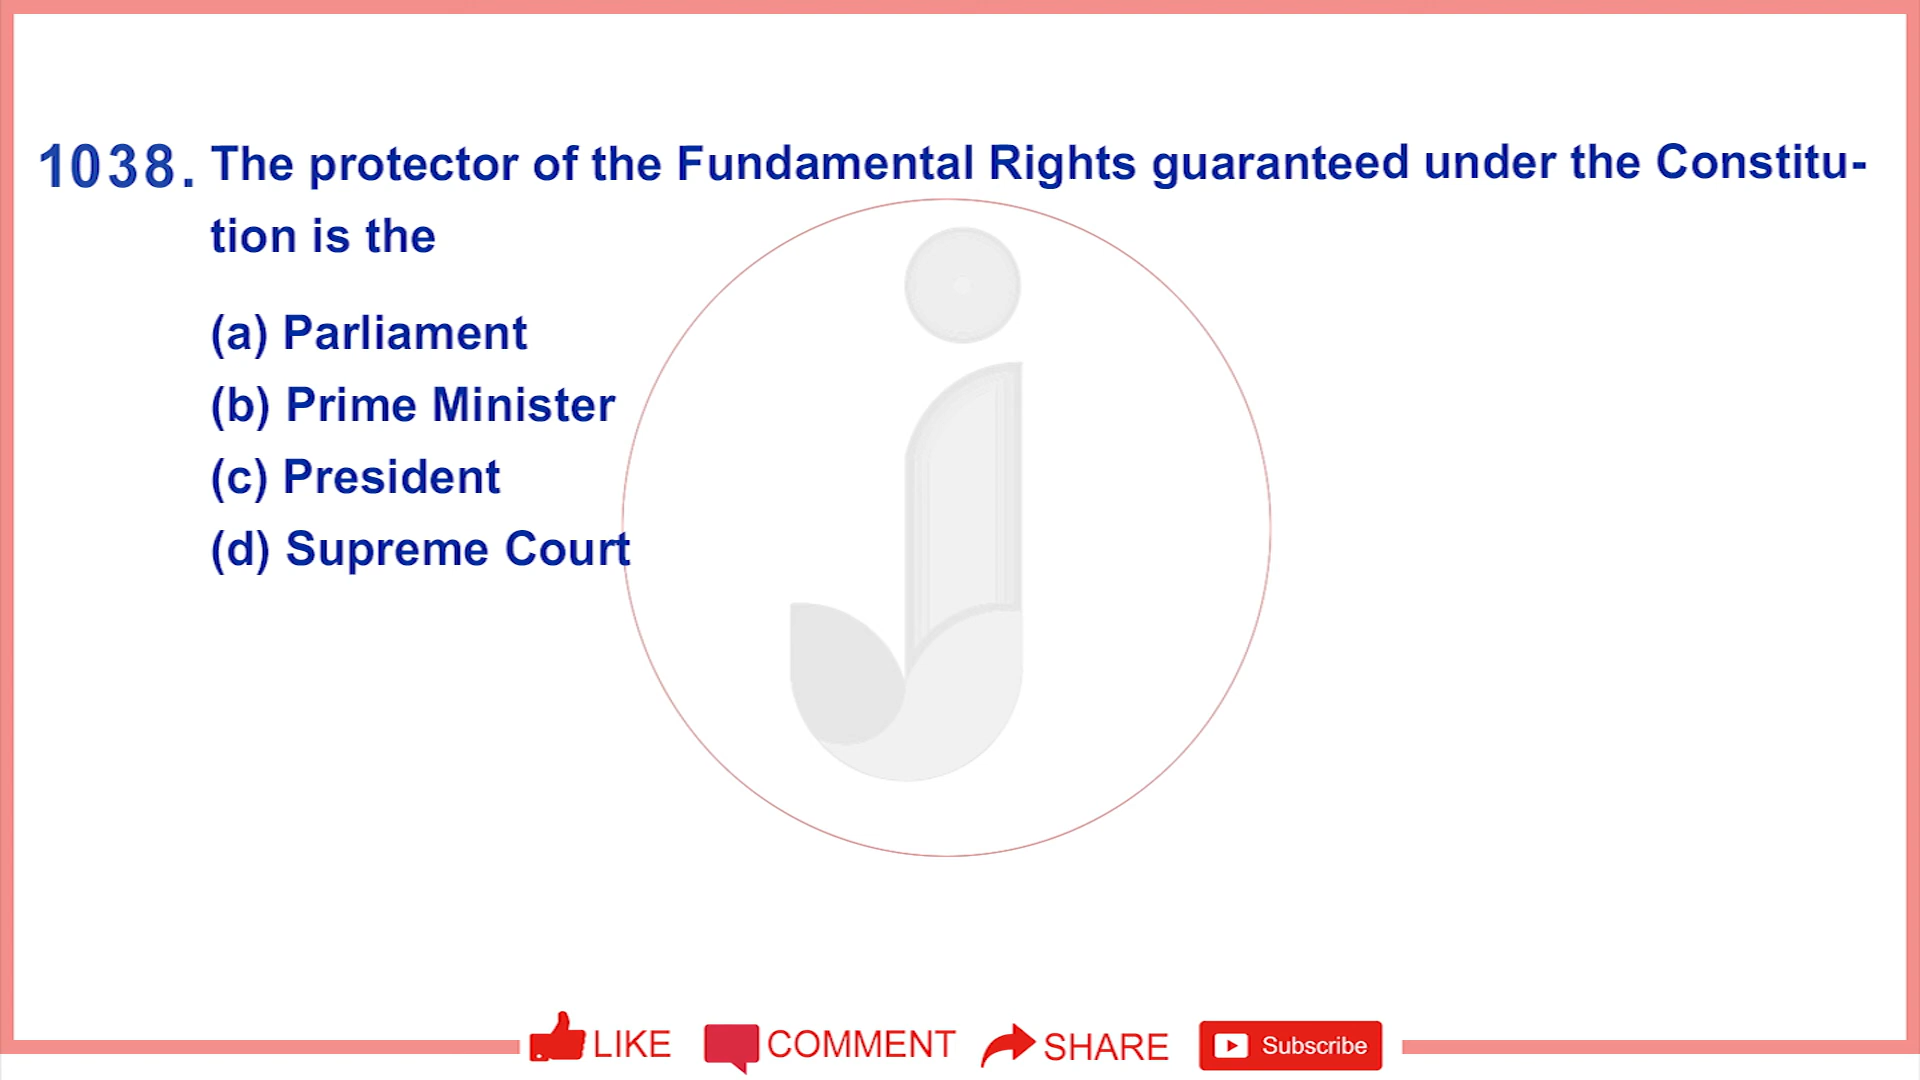 1038. The protector of the Fundamental Rights guaranteed under the Constitu-
tion is the
(a) Parliament
(b) Prime Minister
(c) President
(d) Supreme Court
LIKE COMMENT SHARE Subscribe